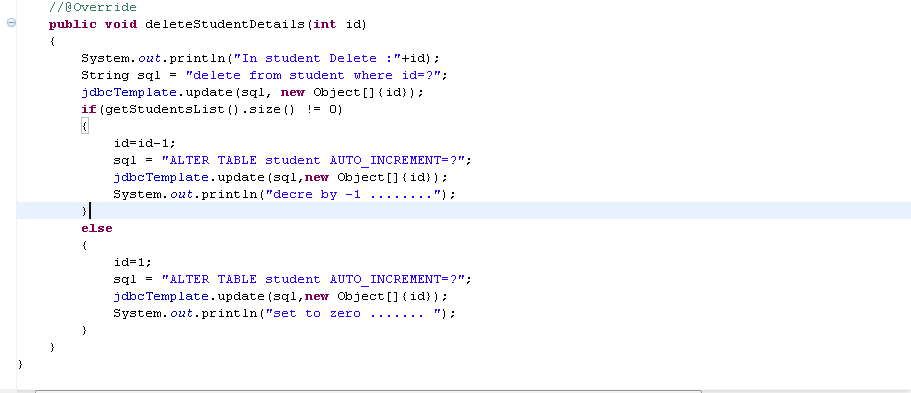 //@Override
public void deleteStudentDetails(int id)
{
System.out.println("In student Delete :"+id);
String sql = "delete from student where id=?";
jdbcTemplate.update(sql, new Object[]{id});
if(getStudentsList().size() != 0)
{
id=id-1;
sql = "ALTER TABLE student AUTO_INCREMENT=?";
jdbcTemplate.update(sql,new Object[]{id});
System.out.println("decre by -1 ........");
}
else
{
id=1;
sql = "ALTER TABLE student AUTO_INCREMENT=?";
jdbcTemplate.update(sql,new Object[]{id});
System.out.println("set to zero ....... ");
}
}
}